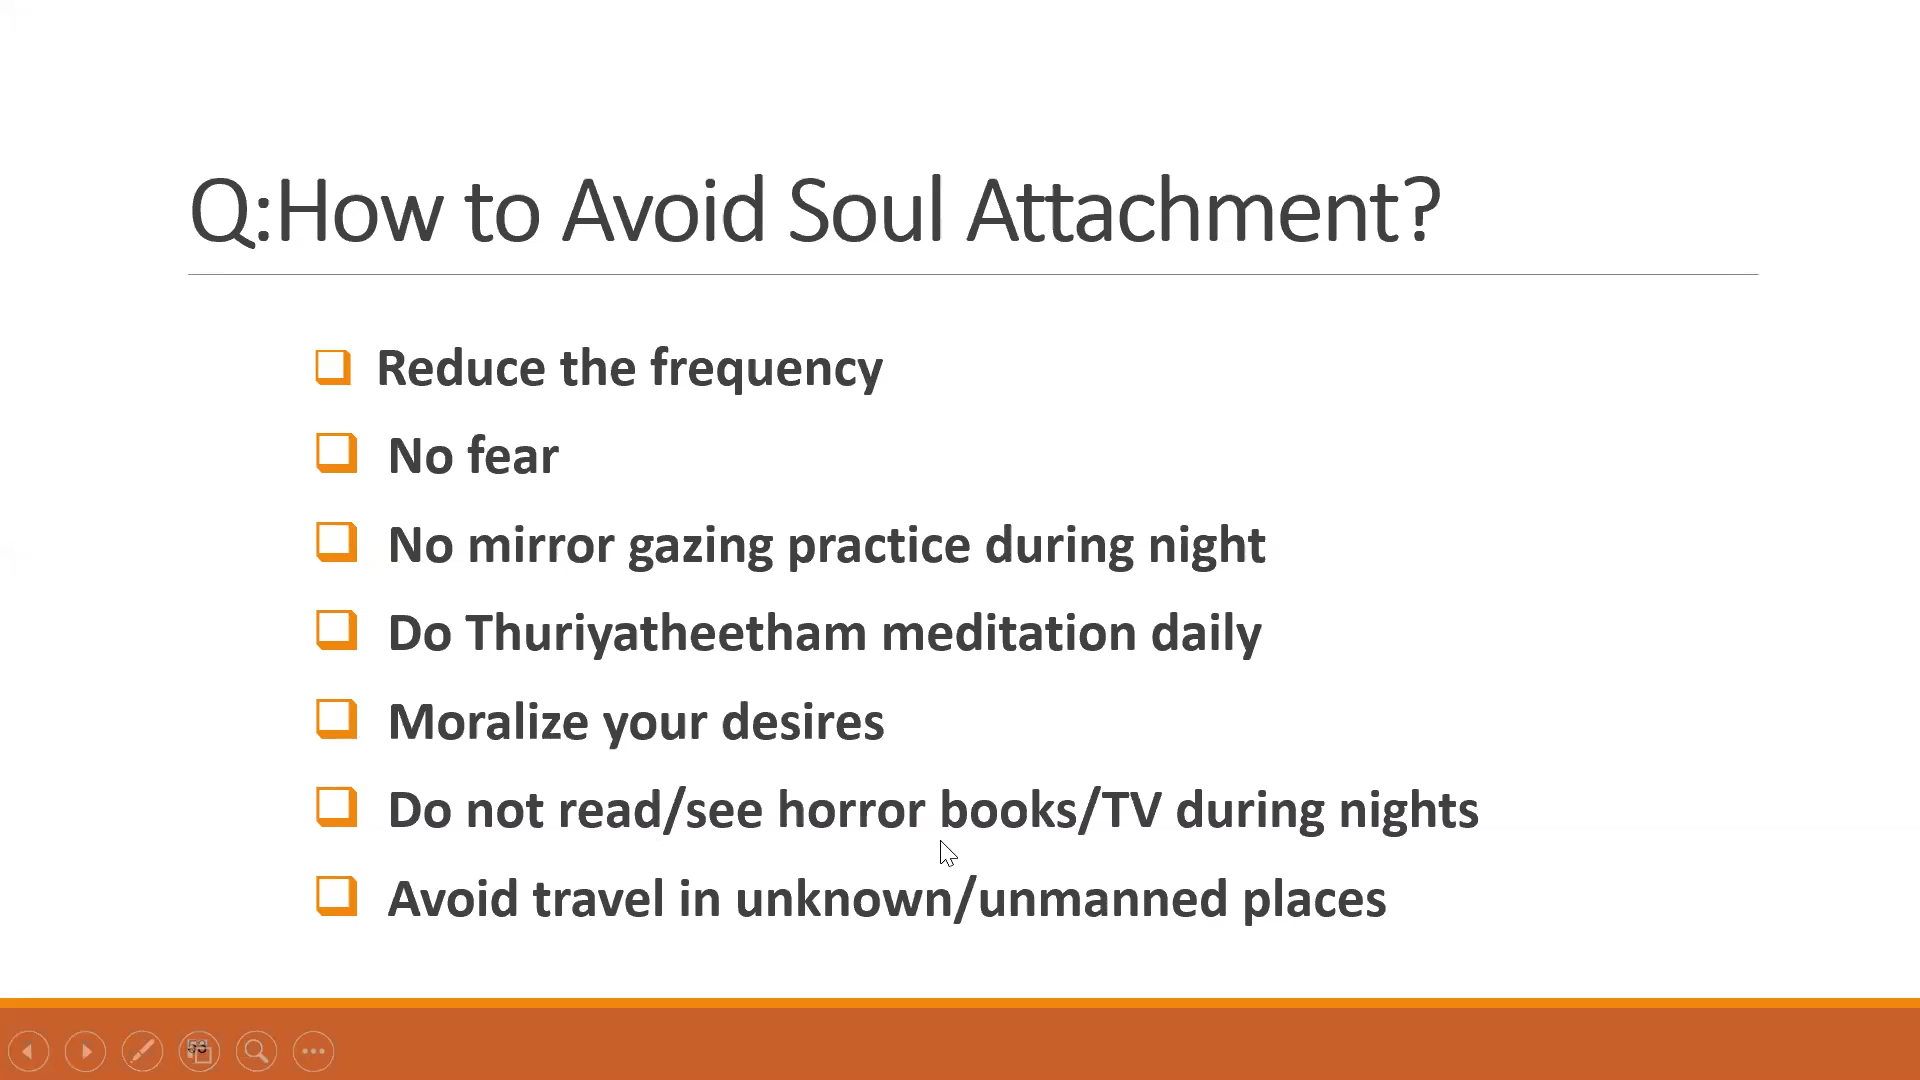 Q:How to Avoid Soul Attachment?
Reduce the frequency
No fear
No mirror gazing practice during night
Do Thuriyatheetham meditation daily
Moralize your desires
Do not read/see horror books/TV during nights
Avoid travel in unknown/unmanned places